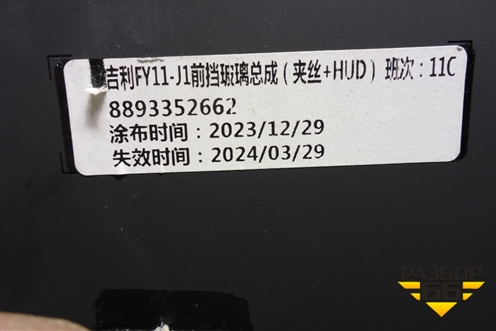 吉利FY11-J1前挡玻璃总成(夹丝+HUD) 班次:11C
8893352662
涂布时间:2023/12/29
失效时间:2024/03/29
РАЗБОР
66